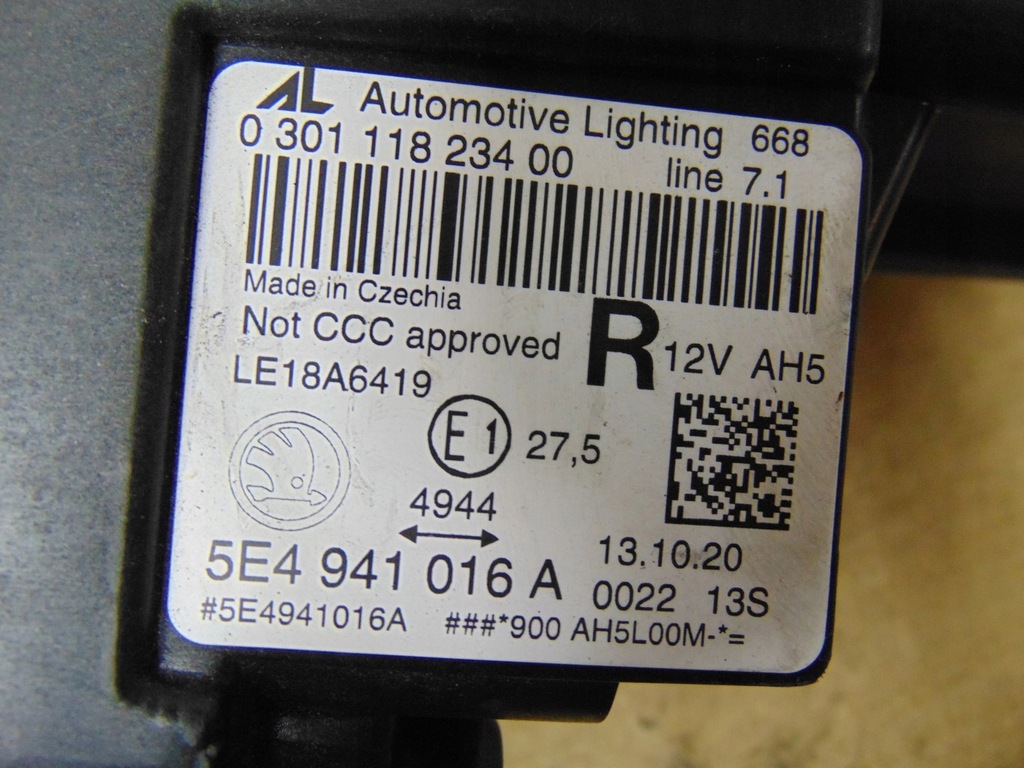 AL Automotive Lighting 668
0 301 118 234 00 line 7.1
Made in Czechia
Not CCC approved R 12V AH5
LE18A6419
E1 27,5
4944
5E4 941 016 A 13.10.20
0022 13S
#5E4941016A ###*900 AH5L00M-*=